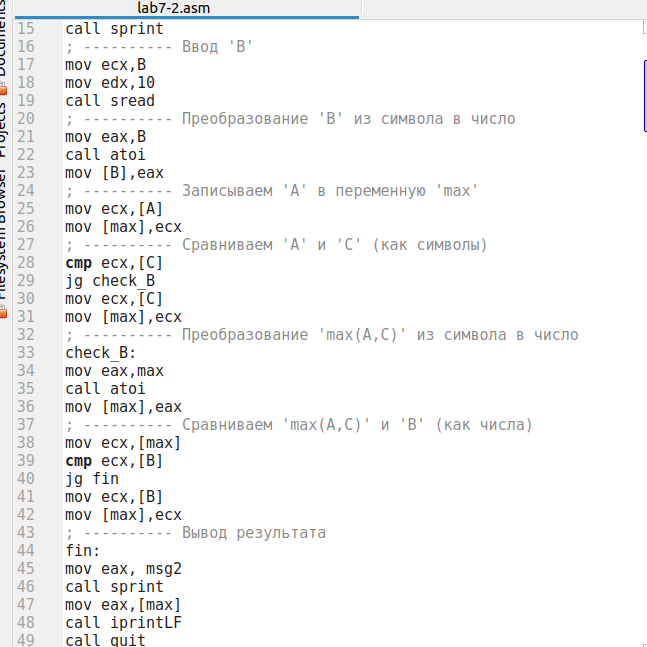 lab7-2.asm
Documents
Projects
Filesystem Browser
15 call sprint
16 ; ---------- Ввод 'B'
17 mov ecx,B
18 mov edx,10
19 call sread
20 ; ---------- Преобразование 'B' из символа в число
21 mov eax,B
22 call atoi
23 mov [B],eax
24 ; ---------- Записываем 'A' в переменную 'max'
25 mov ecx,[A]
26 mov [max],ecx
27 ; ---------- Сравниваем 'A' и 'C' (как символы)
28 cmp ecx,[C]
29 jg check_B
30 mov ecx,[C]
31 mov [max],ecx
32 ; ---------- Преобразование 'max(A,C)' из символа в число
33 check_B:
34 mov eax,max
35 call atoi
36 mov [max],eax
37 ; ---------- Сравниваем 'max(A,C)' и 'B' (как числа)
38 mov ecx,[max]
39 cmp ecx,[B]
40 jg fin
41 mov ecx,[B]
42 mov [max],ecx
43 ; ---------- Вывод результата
44 fin:
45 mov eax, msg2
46 call sprint
47 mov eax,[max]
48 call iprintLF
49 call quit